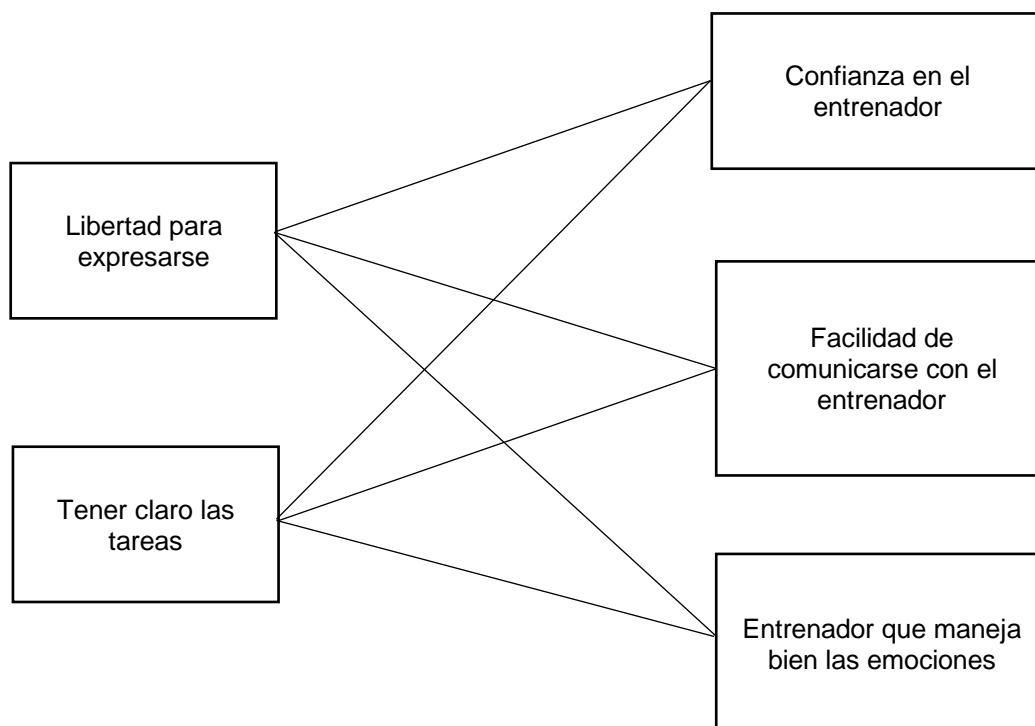 Confianza en el
entrenador
Libertad para
expresarse
Facilidad de
comunicarse con el
entrenador
Tener claro las
tareas
Entrenador que maneja
bien las emociones